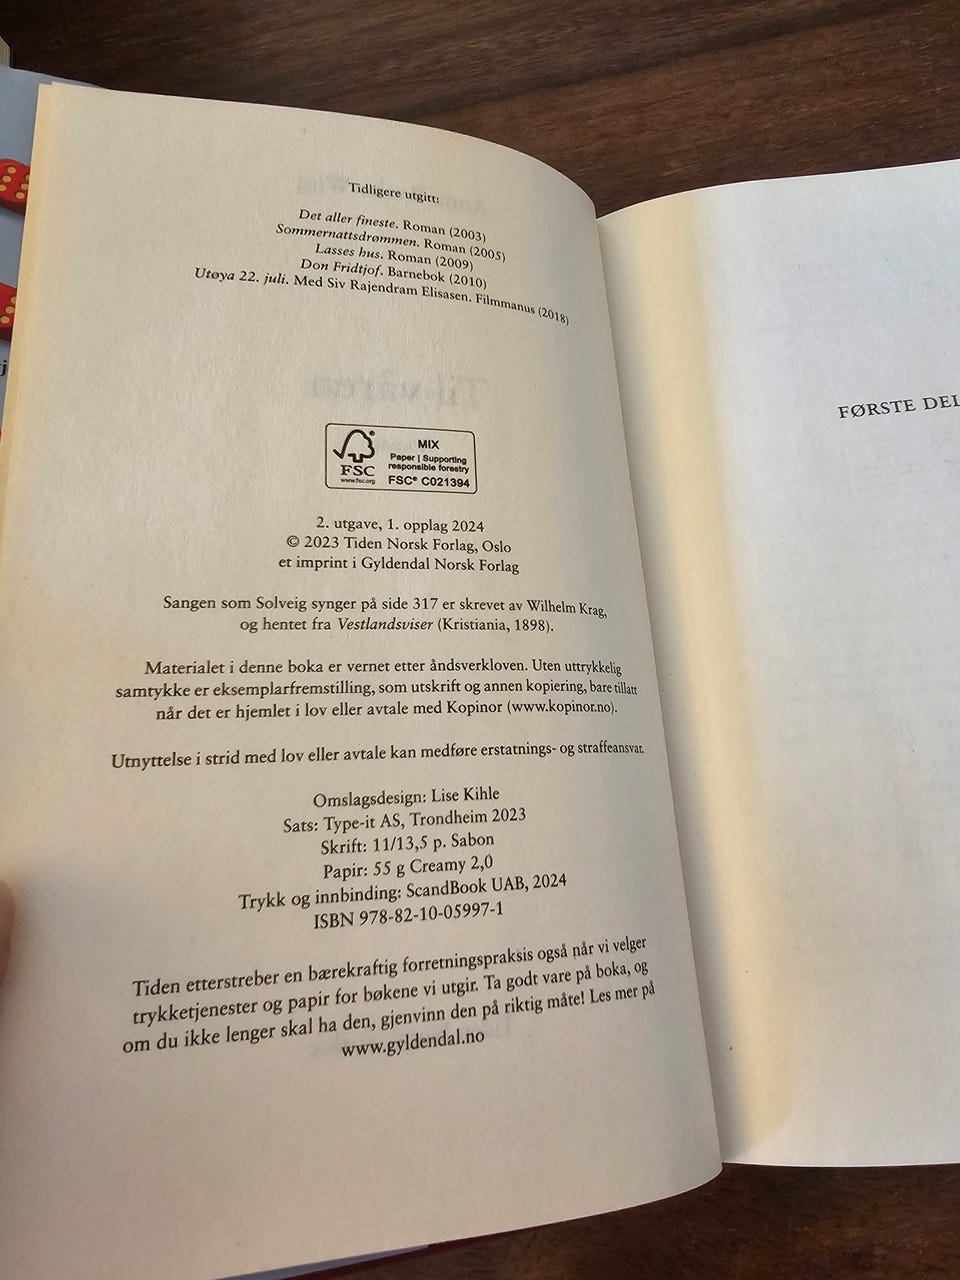 Tidligere utgitt:
Det aller fineste. Roman (2003)
Sommernattsdrømmen. Roman (2005)
Lasses hus. Roman (2009)
Don Fridtjof. Barnebok (2010)
Utøya 22. juli. Med Siv Rajendram Elisasen. Filmmanus (2018)
FSC
www.fsc.org
MIX
Paper | Supporting
responsible forestry
FSC® C021394
2. utgave, 1. opplag 2024
© 2023 Tiden Norsk Forlag, Oslo
et imprint i Gyldendal Norsk Forlag
Sangen som Solveig synger på side 317 er skrevet av Wilhelm Krag,
og hentet fra Vestlandsviser (Kristiania, 1898).
Materialet i denne boka er vernet etter åndsverkloven. Uten uttrykkelig
samtykke er eksemplarfremstilling, som utskrift og annen kopiering, bare tillatt
når det er hjemlet i lov eller avtale med Kopinor (www.kopinor.no).
Utnyttelse i strid med lov eller avtale kan medføre erstatnings- og straffeansvar.
Omslagsdesign: Lise Kihle
Sats: Type-it AS, Trondheim 2023
Skrift: 11/13,5 p. Sabon
Papir: 55 g Creamy 2,0
Trykk og innbinding: ScandBook UAB, 2024
ISBN 978-82-10-05997-1
Tiden etterstreber en bærekraftig forretningspraksis også når vi velger
trykketjenester og papir for bøkene vi utgir. Ta godt vare på boka, og
om du ikke lenger skal ha den, gjenvinn den på riktig måte! Les mer på
www.gyldendal.no
FØRSTE DEL